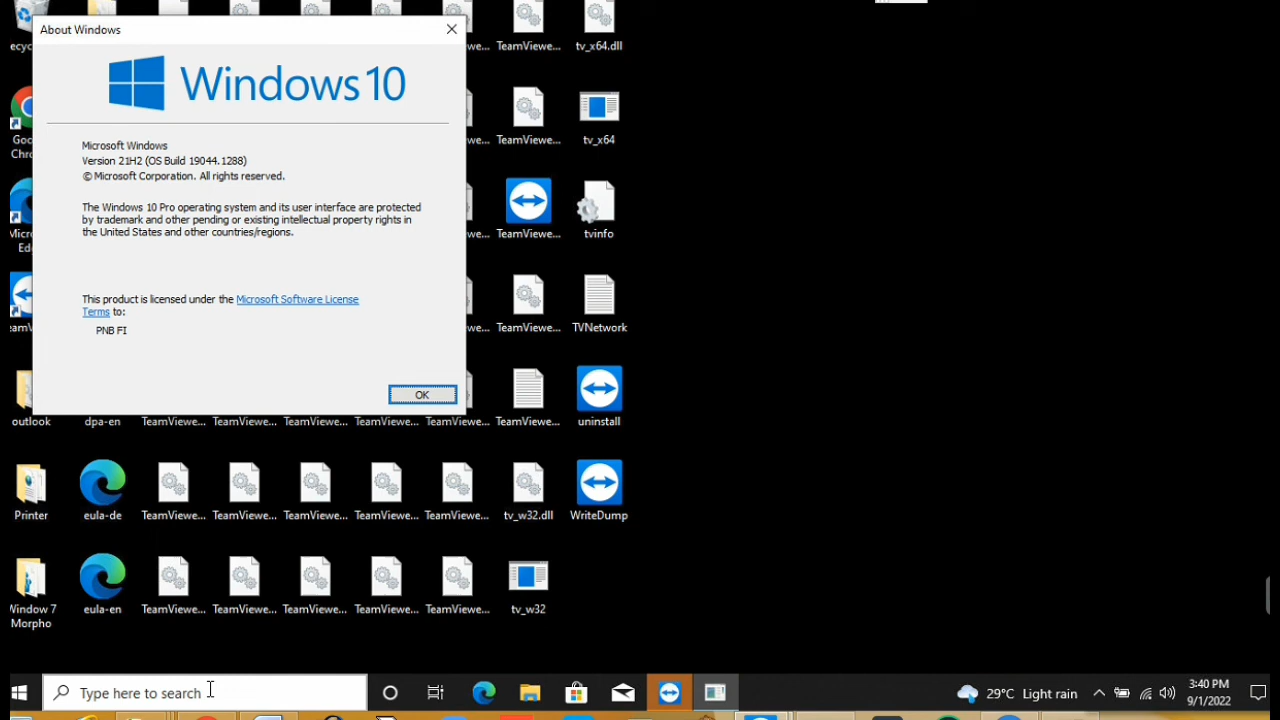 About Windows
Windows 10
Microsoft Windows
Version 21H2 (OS Build 19044.1288)
© Microsoft Corporation. All rights reserved.
The Windows 10 Pro operating system and its user interface are protected
by trademark and other pending or existing intellectual property rights in
the United States and other countries/regions.
This product is licensed under the Microsoft Software License
Terms to:
PNB FI
OK
TeamViewe... tv_x64.dll
TeamViewe... tv_x64
TeamViewe... tvinfo
TeamViewe... TVNetwork
outlook dpa-en TeamViewe... TeamViewe... TeamViewe... TeamViewe... TeamViewe... TeamViewe... uninstall
Printer eula-de TeamViewe... TeamViewe... TeamViewe... TeamViewe... TeamViewe... tv_w32.dll WriteDump
Window 7
Morpho eula-en TeamViewe... TeamViewe... TeamViewe... TeamViewe... TeamViewe... tv_w32
Type here to search
29°C Light rain
3:40 PM
9/1/2022